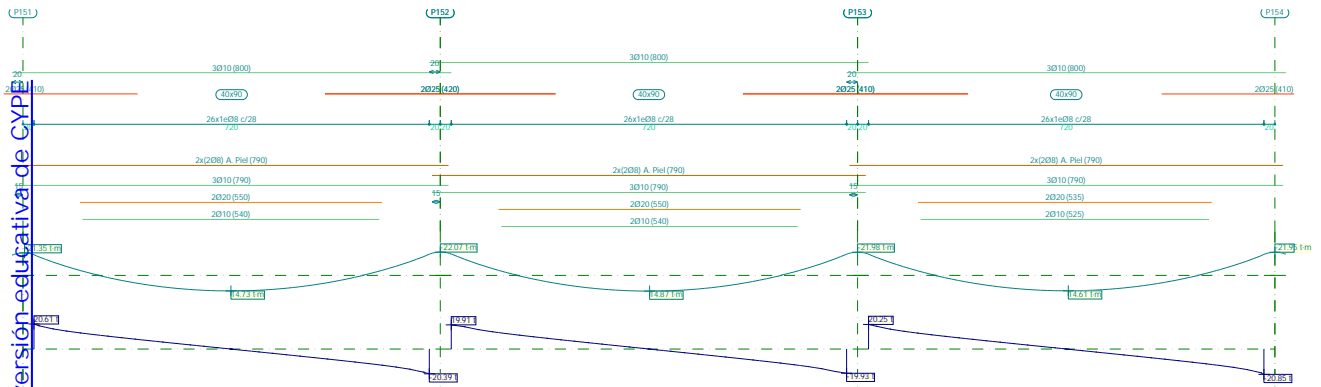 P151 P152 P153 P154
3Ø10 (800)
20
3Ø10 (800)
20
3Ø10 (800)
20
2Ø25 (410) 40x90 2Ø25 (420) 40x90 2Ø25 (410) 40x90 2Ø25 (410)
26x1eØ8 c/28 26x1eØ8 c/28 26x1eØ8 c/28
720 20 20 720 20 20 720 20
2x(2Ø8) A. Piel (790) 2x(2Ø8) A. Piel (790) 2x(2Ø8) A. Piel (790)
15 3Ø10 (790) 15 3Ø10 (790) 15 3Ø10 (790)
2Ø20 (550) 2Ø20 (550) 2Ø20 (535)
2Ø10 (540) 2Ø10 (540) 2Ø10 (525)
-22.07 t·m -21.98 t·m -21.95 t·m
14.73 t·m 14.87 t·m 14.61 t·m
20.61 t 19.91 t 20.25 t
-20.39 t -19.93 t -20.85 t
ersión educativa de CYPE